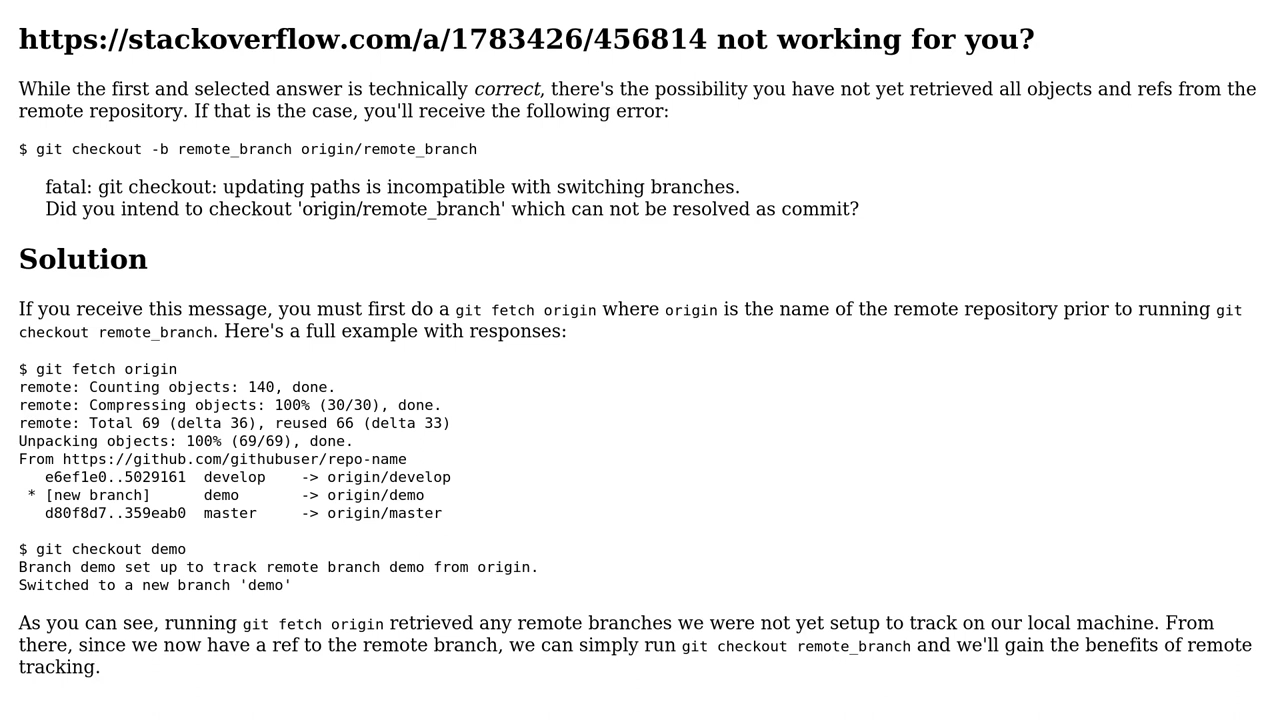 https://stackoverflow.com/a/1783426/456814 not working for you?
While the first and selected answer is technically correct, there's the possibility you have not yet retrieved all objects and refs from the
remote repository. If that is the case, you'll receive the following error:
$ git checkout -b remote_branch origin/remote_branch
fatal: git checkout: updating paths is incompatible with switching branches.
Did you intend to checkout 'origin/remote_branch' which can not be resolved as commit?
Solution
If you receive this message, you must first do a git fetch origin where origin is the name of the remote repository prior to running git
checkout remote_branch. Here's a full example with responses:
$ git fetch origin
remote: Counting objects: 140, done.
remote: Compressing objects: 100% (30/30), done.
remote: Total 69 (delta 36), reused 66 (delta 33)
Unpacking objects: 100% (69/69), done.
From https://github.com/githubuser/repo-name
   e6ef1e0..5029161  develop    -> origin/develop
 * [new branch]      demo       -> origin/demo
   d80f8d7..359eab0  master     -> origin/master
$ git checkout demo
Branch demo set up to track remote branch demo from origin.
Switched to a new branch 'demo'
As you can see, running git fetch origin retrieved any remote branches we were not yet setup to track on our local machine. From
there, since we now have a ref to the remote branch, we can simply run git checkout remote_branch and we'll gain the benefits of remote
tracking.